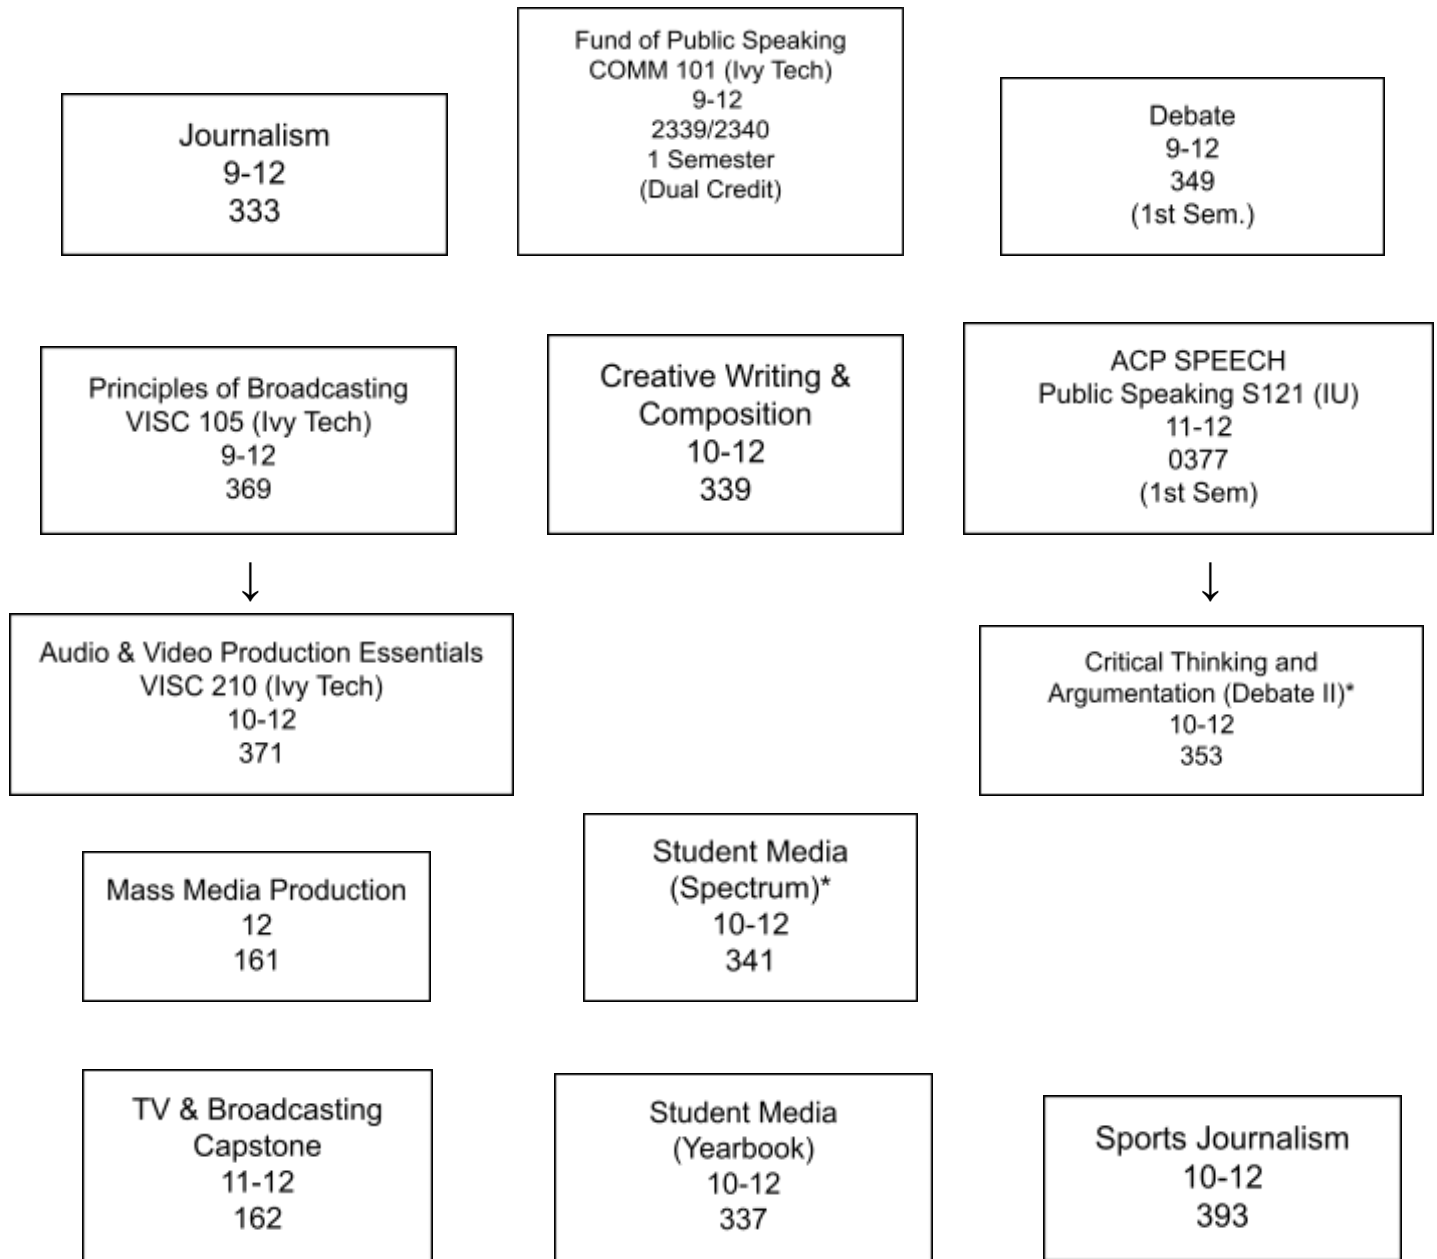 Journalism
9-12
333
Fund of Public Speaking
COMM 101 (Ivy Tech)
9-12
2339/2340
1 Semester
(Dual Credit)
Debate
9-12
349
(1st Sem.)
Principles of Broadcasting
VISC 105 (Ivy Tech)
9-12
369
Creative Writing &
Composition
10-12
339
ACP SPEECH
Public Speaking S121 (IU)
11-12
0377
(1st Sem)
↓
↓
Audio & Video Production Essentials
VISC 210 (Ivy Tech)
10-12
371
Critical Thinking and
Argumentation (Debate II)*
10-12
353
Mass Media Production
12
161
Student Media
(Spectrum)*
10-12
341
TV & Broadcasting
Capstone
11-12
162
Student Media
(Yearbook)
10-12
337
Sports Journalism
10-12
393